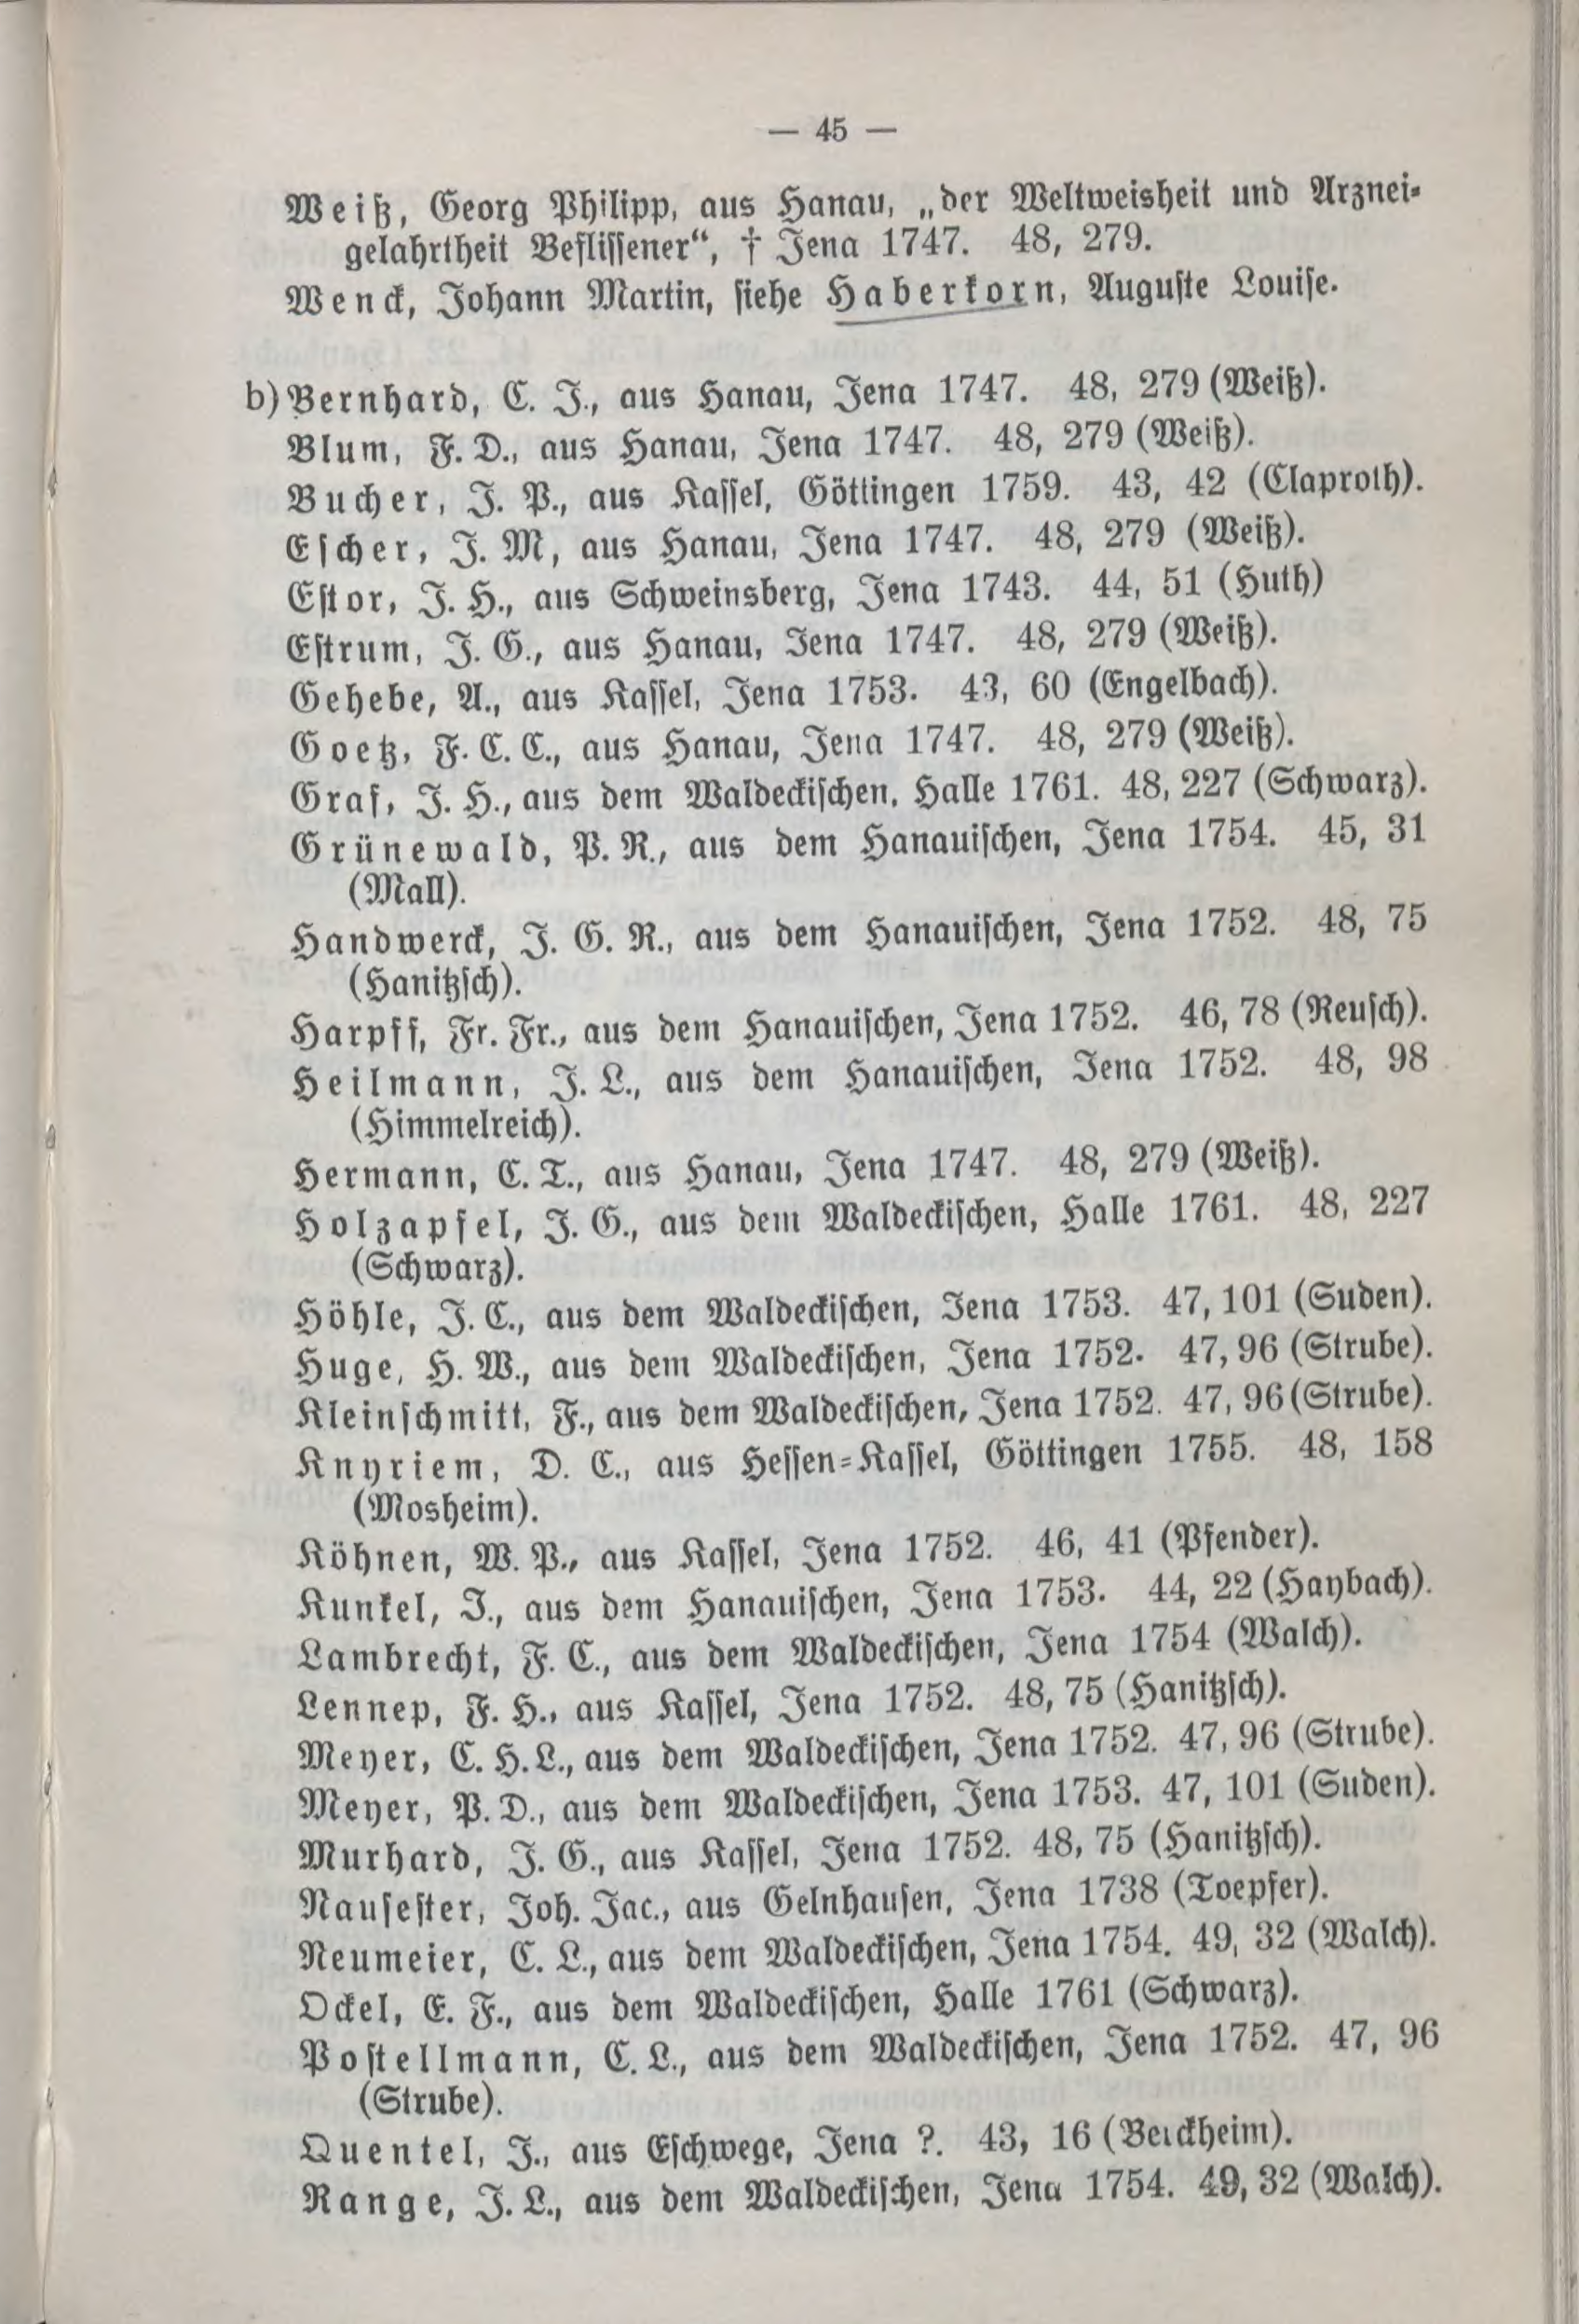 — 45 —
Weiß, Georg Philipp, aus Hanau, „der Weltweisheit und Arznei-
gelahrtheit Beflissener“, † Jena 1747. 48, 279.
Wenck, Johann Martin, siehe Haberkorn, Auguste Louise.
b) Bernhard, C. J., aus Hanau, Jena 1747. 48, 279 (Weiß).
Blum, F. D., aus Hanau, Jena 1747. 48, 279 (Weiß).
Bucher, J. P., aus Kassel, Göttingen 1759. 43, 42 (Claproth).
Escher, J. M, aus Hanau, Jena 1747. 48, 279 (Weiß).
Estor, J. H., aus Schweinsberg, Jena 1743. 44, 51 (Huth)
Estrum, J. G., aus Hanau, Jena 1747. 48, 279 (Weiß).
Gehebe, A., aus Kassel, Jena 1753. 43, 60 (Engelbach).
Goetz, F. C. C., aus Hanau, Jena 1747. 48, 279 (Weiß).
Graf, J. H., aus dem Waldeckischen, Halle 1761. 48, 227 (Schwarz).
Grünewald, P. R., aus dem Hanauischen, Jena 1754. 45, 31
(Mall).
Handwerck, J. G. R., aus dem Hanauischen, Jena 1752. 48, 75
(Hanitzsch).
Harpff, Fr. Fr., aus dem Hanauischen, Jena 1752. 46, 78 (Reusch).
Heilmann, J. L., aus dem Hanauischen, Jena 1752. 48, 98
(Himmelreich).
Hermann, C. T., aus Hanau, Jena 1747. 48, 279 (Weiß).
Holzapfel, J. G., aus dem Waldeckischen, Halle 1761. 48, 227
(Schwarz).
Höhle, J. C., aus dem Waldeckischen, Jena 1753. 47, 101 (Suden).
Huge, H. W., aus dem Waldeckischen, Jena 1752. 47, 96 (Strube).
Kleinschmitt, F., aus dem Waldeckischen, Jena 1752. 47, 96 (Strube).
Knyriem, D. C., aus Hessen-Kassel, Göttingen 1755. 48, 158
(Mosheim).
Köhnen, W. P., aus Kassel, Jena 1752. 46, 41 (Pfender).
Kunkel, J., aus dem Hanauischen, Jena 1753. 44, 22 (Haybach).
Lambrecht, F. C., aus dem Waldeckischen, Jena 1754 (Walch).
Lennep, F. H., aus Kassel, Jena 1752. 48, 75 (Hanitzsch).
Meyer, C. H. L., aus dem Waldeckischen, Jena 1752. 47, 96 (Strube).
Meyer, P. D., aus dem Waldeckischen, Jena 1753. 47, 101 (Suden).
Murhard, J. G., aus Kassel, Jena 1752. 48, 75 (Hanitzsch).
Nausester, Joh. Jac., aus Gelnhausen, Jena 1738 (Toepfer).
Neumeier, C. L., aus dem Waldeckischen, Jena 1754. 49, 32 (Walch).
Ockel, E. F., aus dem Waldeckischen, Halle 1761 (Schwarz).
Postellmann, C. L., aus dem Waldeckischen, Jena 1752. 47, 96
(Strube).
Quentel, J., aus Eschwege, Jena ?. 43, 16 (Berckheim).
Range, J. L., aus dem Waldeckischen, Jena 1754. 49, 32 (Walch).